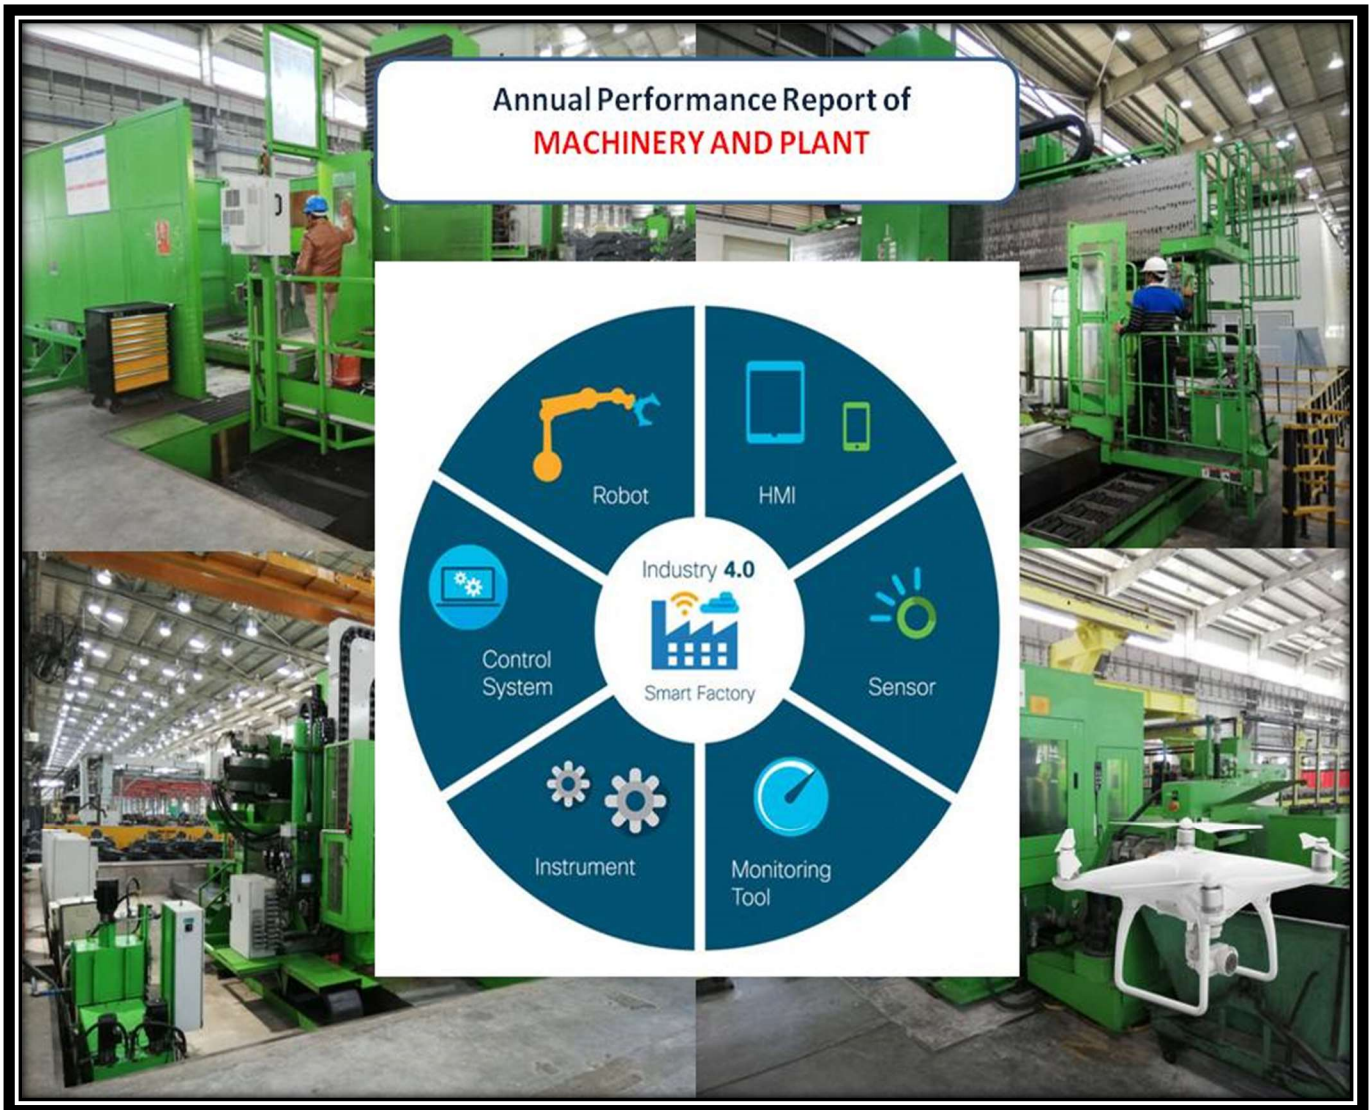 Annual Performance Report of
MACHINERY AND PLANT
Robot
HMI
Industry 4.0
Smart Factory
Control
System
Sensor
Instrument
Monitoring
Tool